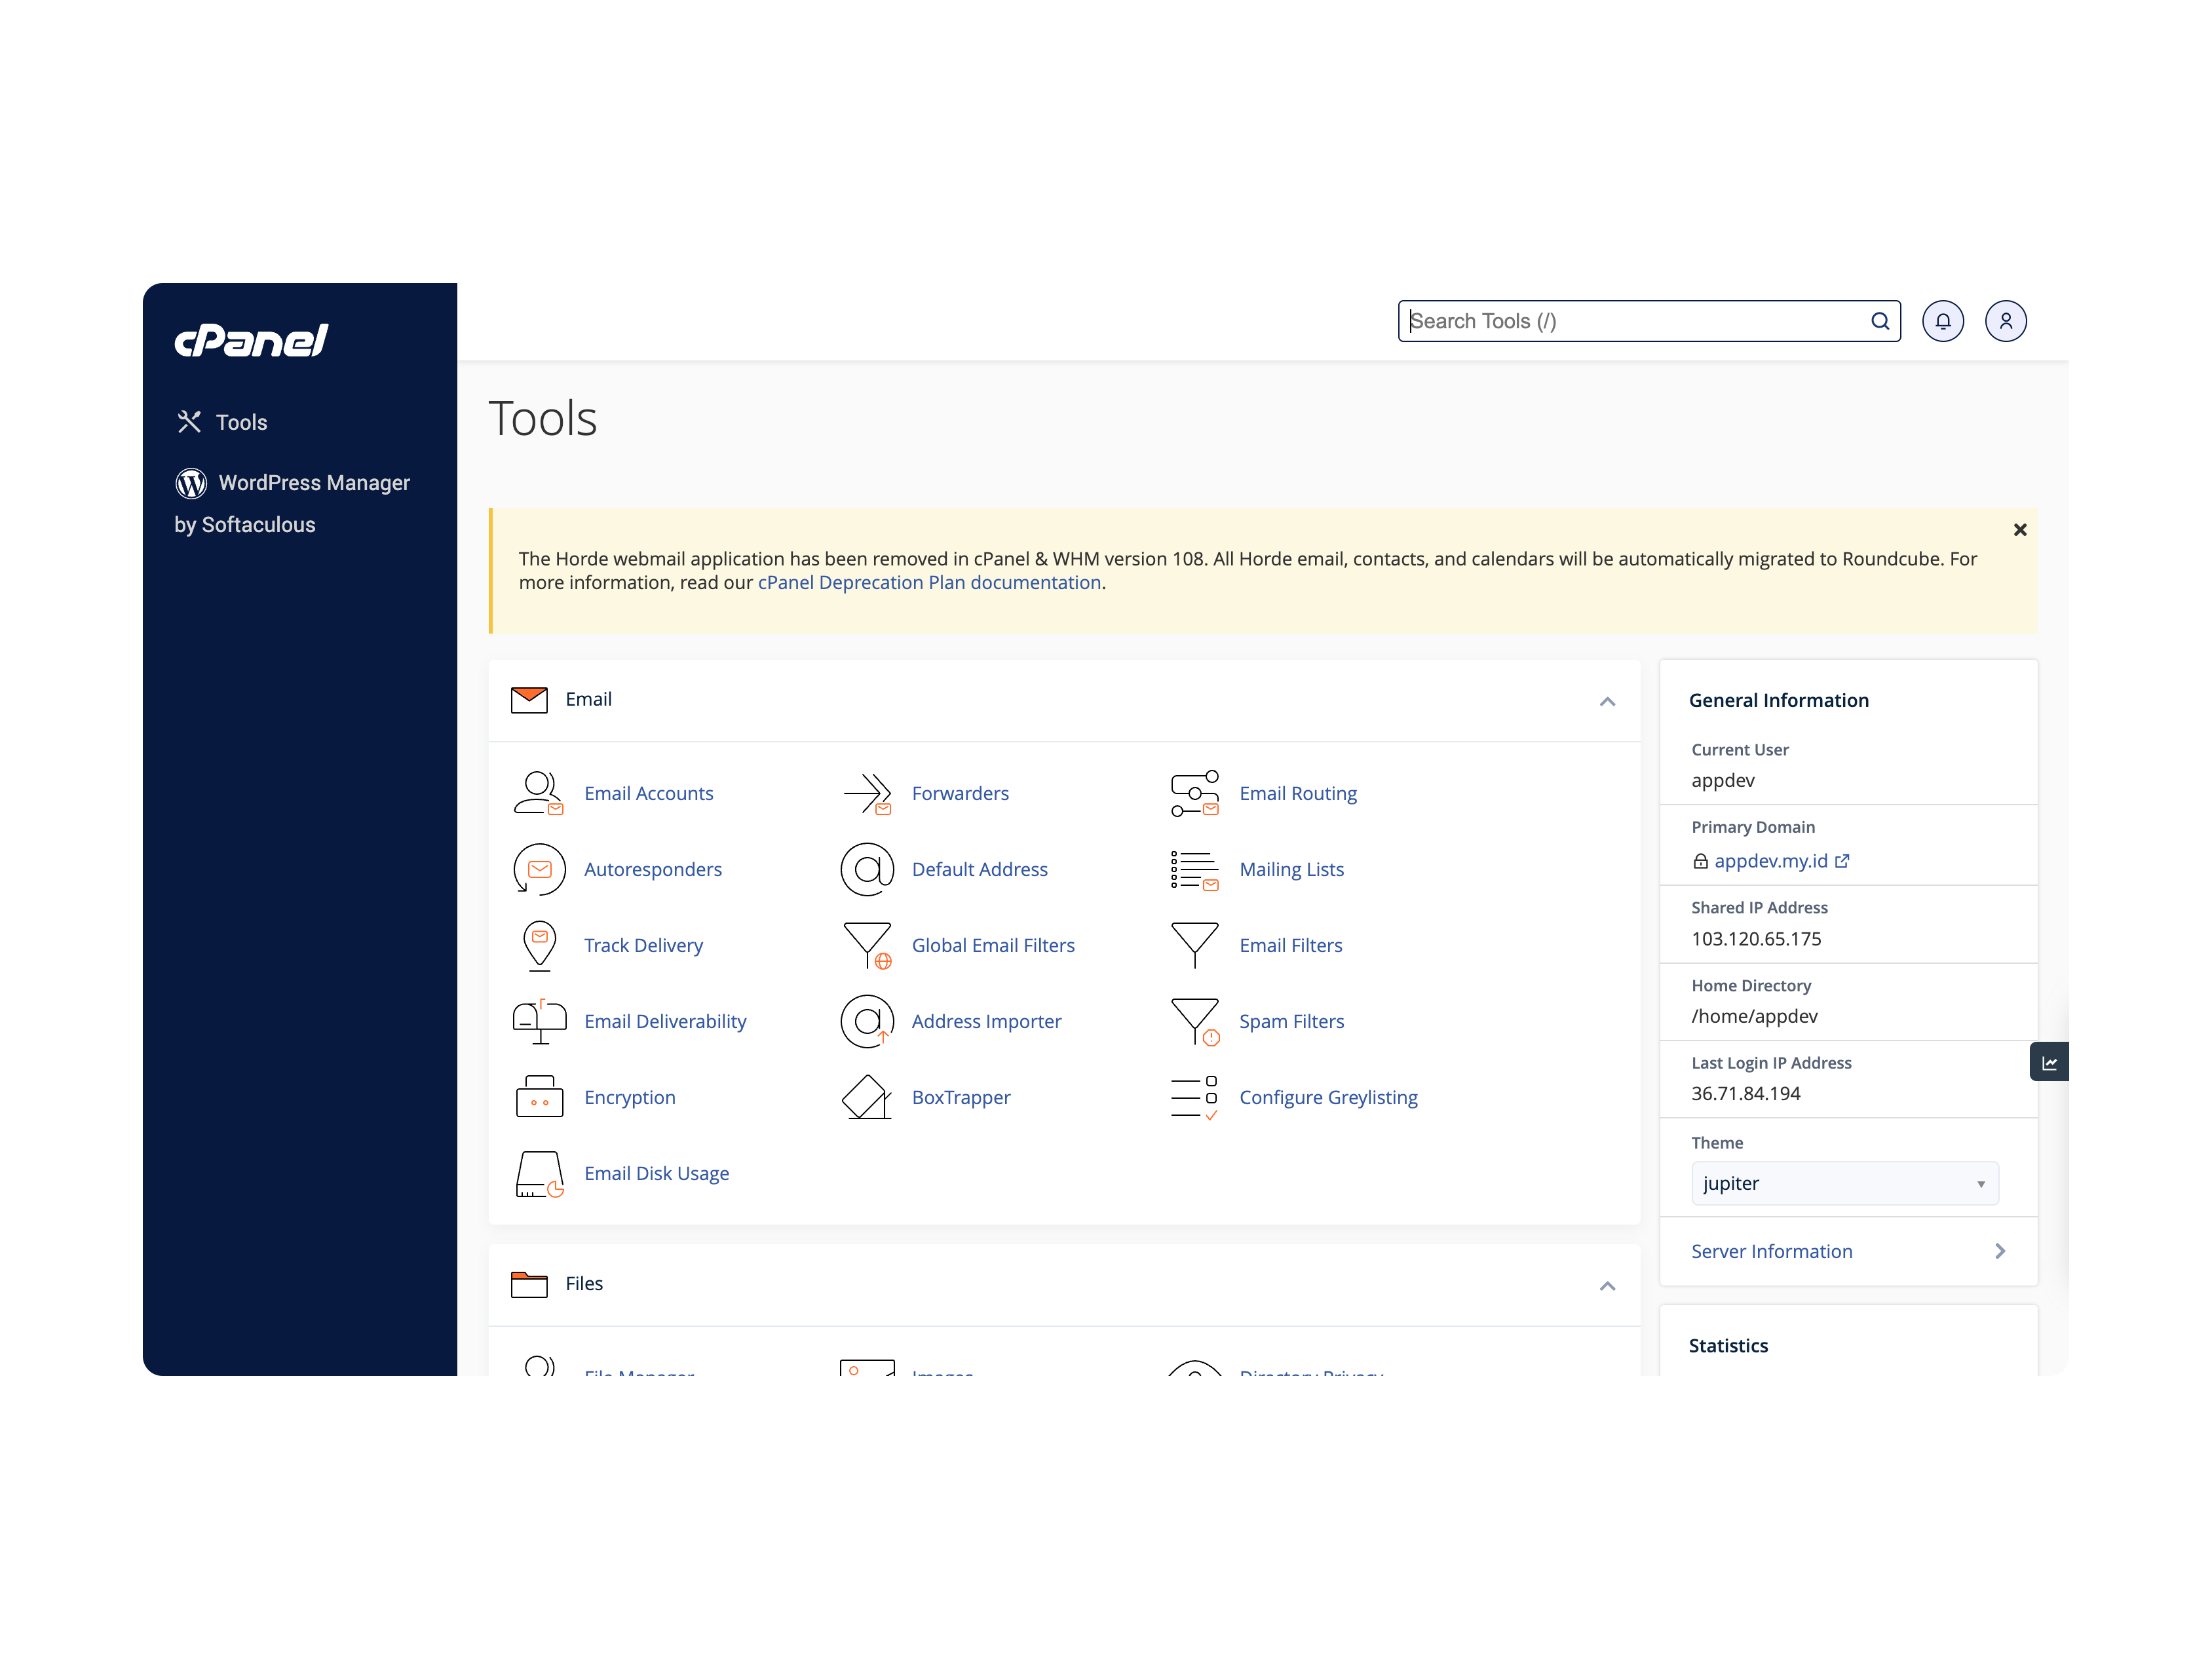 cPanel
Search Tools (/)
Tools
WordPress Manager
by Softaculous
Tools
The Horde webmail application has been removed in cPanel & WHM version 108. All Horde email, contacts, and calendars will be automatically migrated to Roundcube. For
more information, read our cPanel Deprecation Plan documentation.
Email
Email Accounts
Forwarders
Email Routing
Autoresponders
Default Address
Mailing Lists
Track Delivery
Global Email Filters
Email Filters
Email Deliverability
Address Importer
Spam Filters
Encryption
BoxTrapper
Configure Greylisting
Email Disk Usage
Files
File Manager
Images
Directory Privacy
General Information
Current User
appdev
Primary Domain
appdev.my.id
Shared IP Address
103.120.65.175
Home Directory
/home/appdev
Last Login IP Address
36.71.84.194
Theme
jupiter
Server Information
Statistics